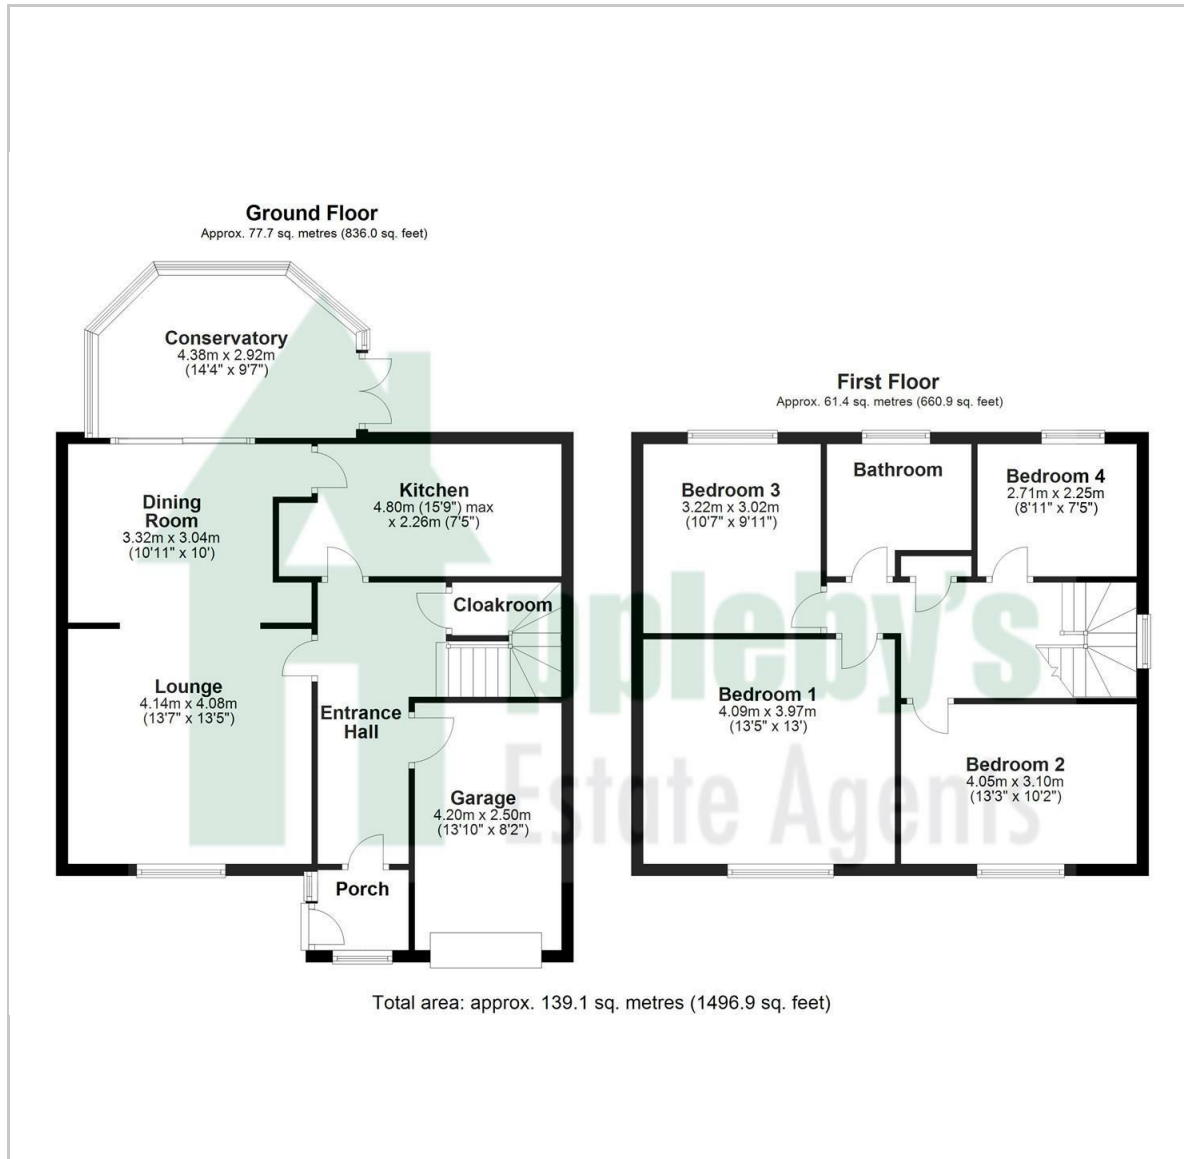 Ground Floor
Approx. 77.7 sq. metres (836.0 sq. feet)
Conservatory
4.38m x 2.92m
(14'4" x 9'7")
Dining
Room
3.32m x 3.04m
(10'11" x 10')
Kitchen
4.80m (15'9") max
x 2.26m (7'5")
Cloakroom
Lounge
4.14m x 4.08m
(13'7" x 13'5")
Entrance
Hall
Garage
4.20m x 2.50m
(13'10" x 8'2")
Porch
First Floor
Approx. 61.4 sq. metres (660.9 sq. feet)
Bedroom 3
3.22m x 3.02m
(10'7" x 9'11")
Bathroom
Bedroom 4
2.71m x 2.25m
(8'11" x 7'5")
Bedroom 1
4.09m x 3.97m
(13'5" x 13')
Bedroom 2
4.05m x 3.10m
(13'3" x 10'2")
ppleby's
Estate Agents
Total area: approx. 139.1 sq. metres (1496.9 sq. feet)